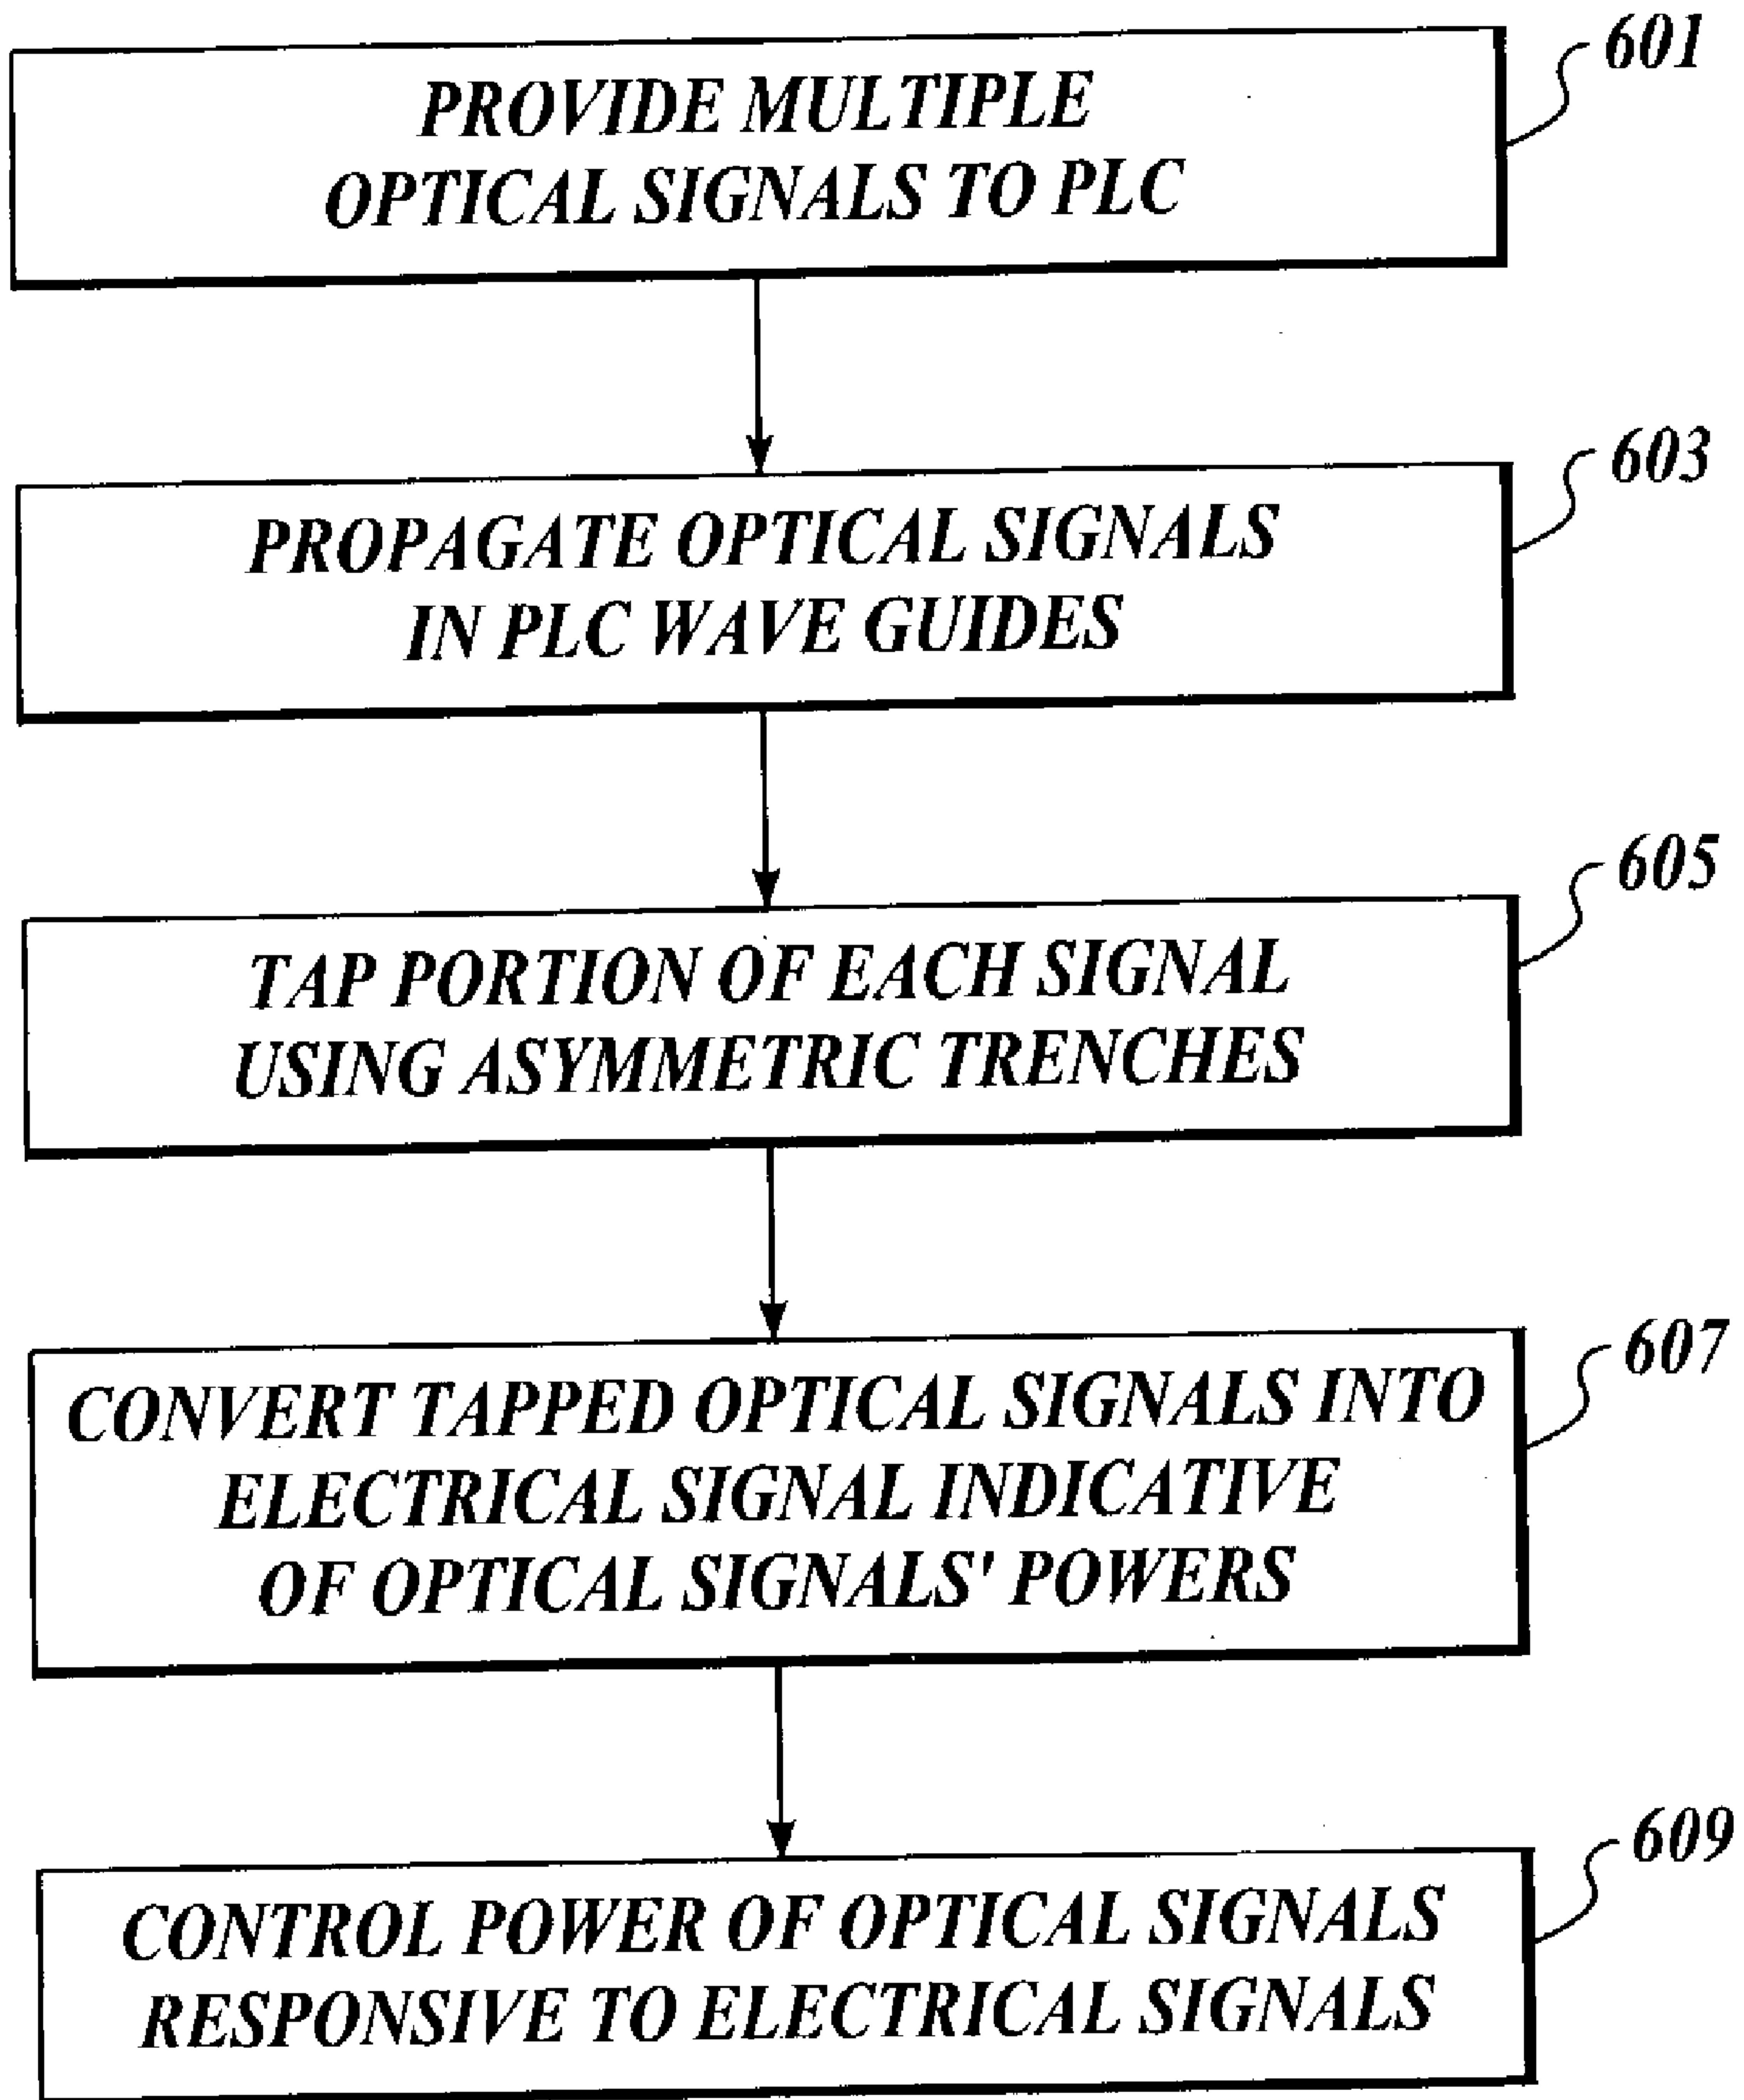 PROVIDE MULTIPLE
OPTICAL SIGNALS TO PLC
601
PROPAGATE OPTICAL SIGNALS
IN PLC WAVE GUIDES
603
TAP PORTION OF EACH SIGNAL
USING ASYMMETRIC TRENCHES
605
CONVERT TAPPED OPTICAL SIGNALS INTO
ELECTRICAL SIGNAL INDICATIVE
OF OPTICAL SIGNALS' POWERS
607
CONTROL POWER OF OPTICAL SIGNALS
RESPONSIVE TO ELECTRICAL SIGNALS
609